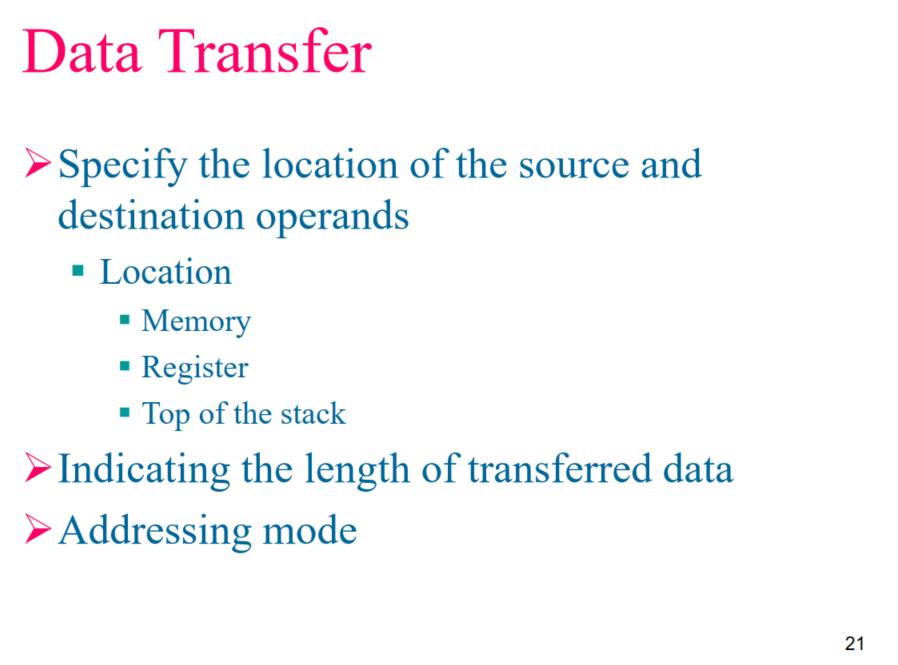 Data Transfer
Specify the location of the source and
destination operands
Location
Memory
Register
Top of the stack
Indicating the length of transferred data
Addressing mode
21